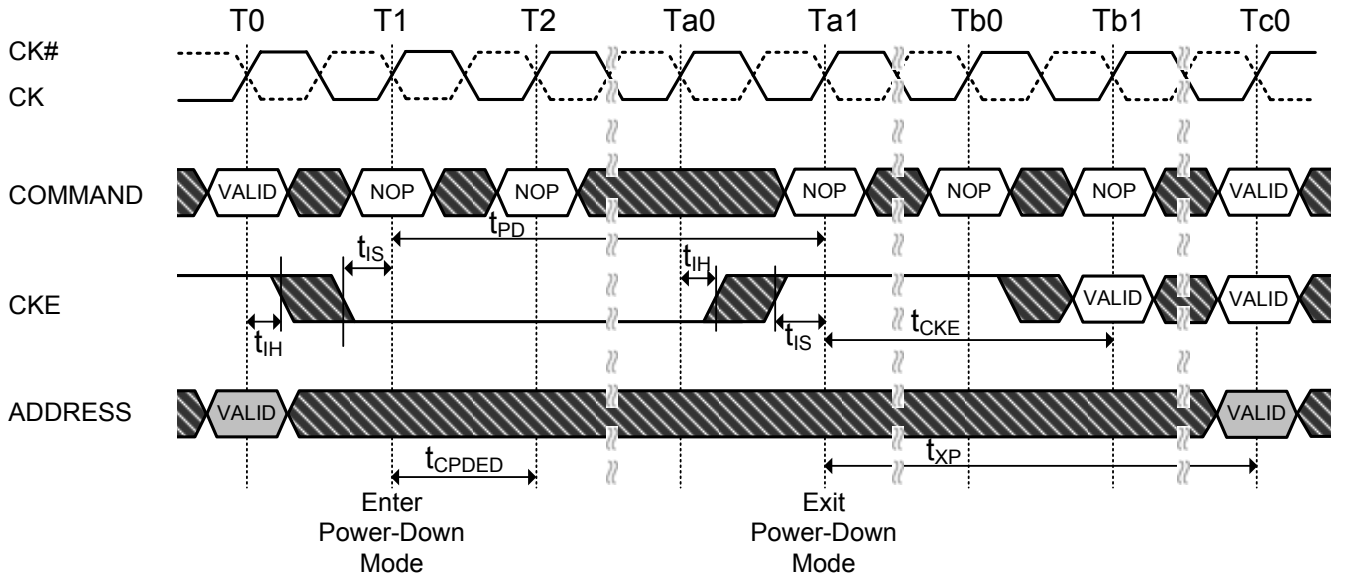 T0 T1 T2 Ta0 Ta1 Tb0 Tb1 Tc0
CK#
CK
COMMAND VALID NOP NOP NOP NOP NOP VALID
tPD
tIS tIH
CKE VALID VALID
tIH tIS tCKE
ADDRESS VALID VALID
tCPDED tXP
Enter
Power-Down
Mode
Exit
Power-Down
Mode